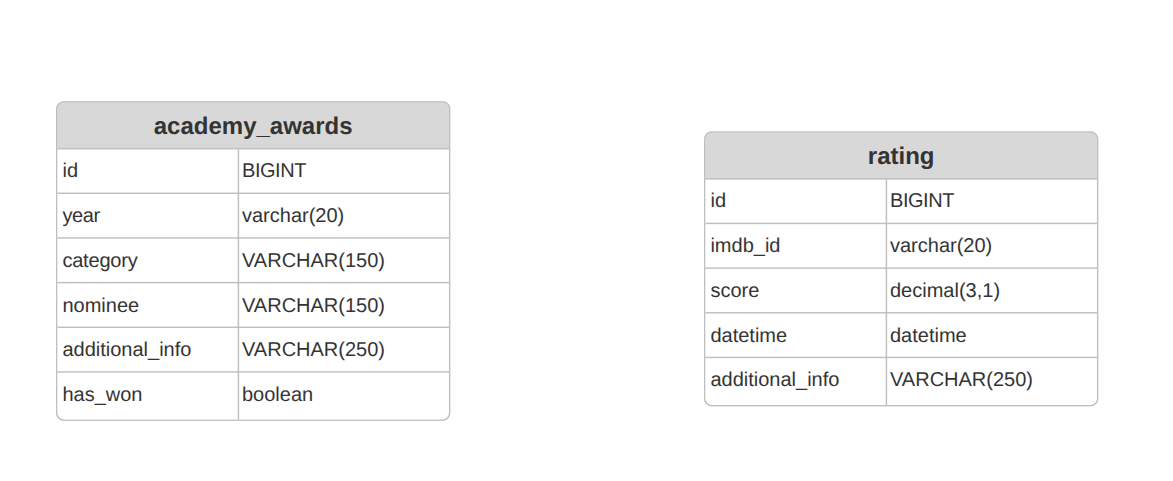 academy_awards
id BIGINT
year varchar(20)
category VARCHAR(150)
nominee VARCHAR(150)
additional_info VARCHAR(250)
has_won boolean
rating
id BIGINT
imdb_id varchar(20)
score decimal(3,1)
datetime datetime
additional_info VARCHAR(250)